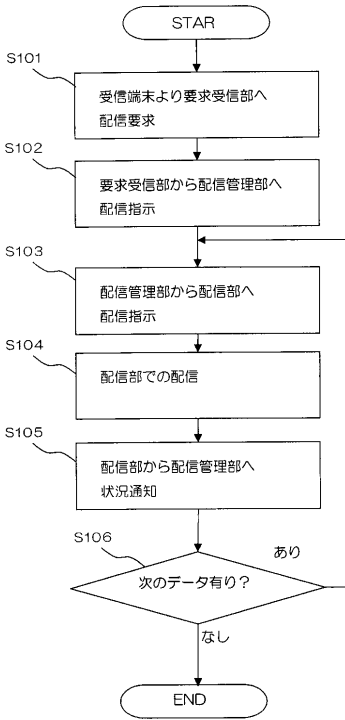 STAR
S101
受信端末より要求受信部へ
配信要求
S102
要求受信部から配信管理部へ
配信指示
S103
配信管理部から配信部へ
配信指示
S104
配信部での配信
S105
配信部から配信管理部へ
状況通知
S106
あり
次のデータ有り？
なし
END